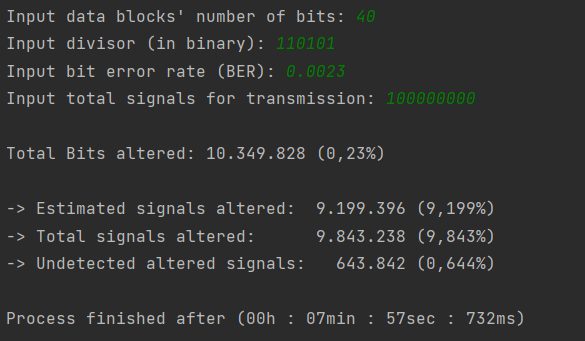 Input data blocks' number of bits: 40
Input divisor (in binary): 110101
Input bit error rate (BER): 0.0023
Input total signals for transmission: 100000000
Total Bits altered: 10.349.828 (0,23%)
-> Estimated signals altered:  9.199.396 (9,199%)
-> Total signals altered:      9.843.238 (9,843%)
-> Undetected altered signals:   643.842 (0,644%)
Process finished after (00h : 07min : 57sec : 732ms)